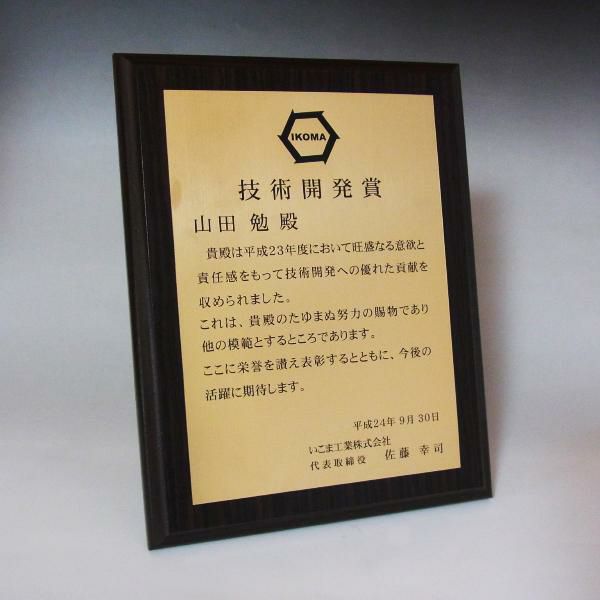 IKOMA
技術開発賞
山田 勉 殿
貴殿は平成23年度において旺盛なる意欲と
責任感をもって技術開発への優れた貢献を
収められました。
これは、貴殿のたゆまぬ努力の賜物であり
他の模範とするところであります。
ここに栄誉を讃え表彰するとともに、今後の
活躍に期待します。
平成24年9月30日
いこま工業株式会社
代表取締役 佐藤 幸司